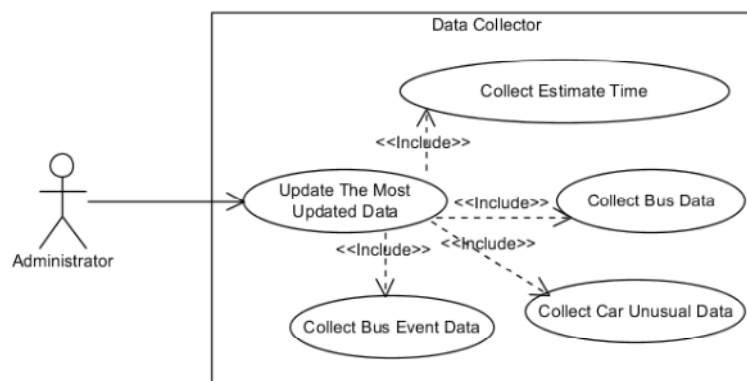 Data Collector
Collect Estimate Time
<<Include>>
Update The Most
Updated Data
<<Include>>
Collect Bus Data
<<Include>>
<<Include>>
Administrator
Collect Bus Event Data
Collect Car Unusual Data